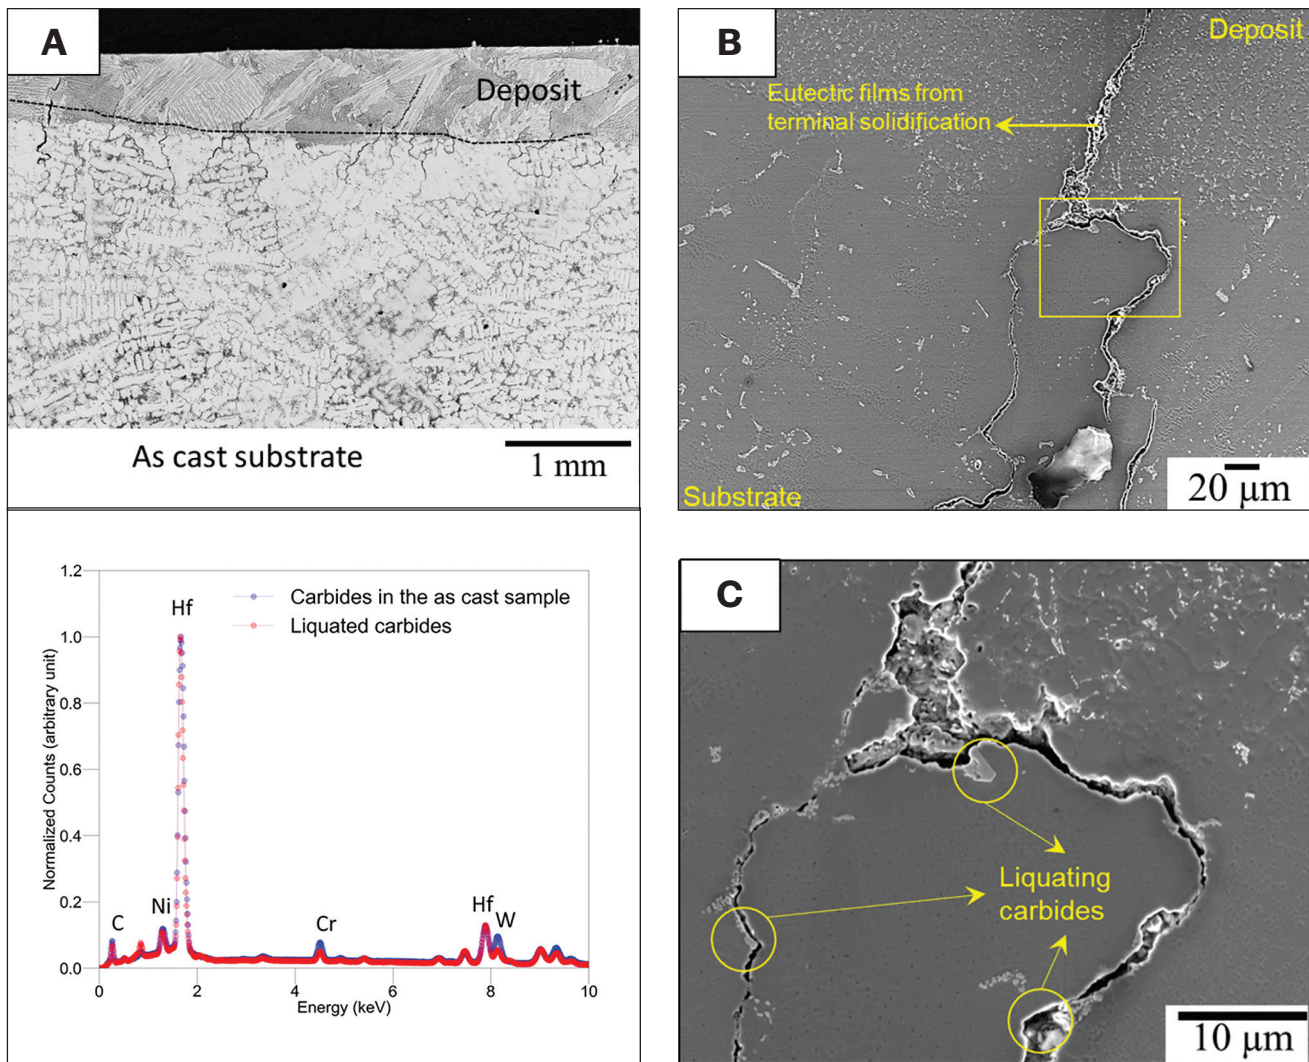 A
Deposit
As cast substrate
1 mm
B
Deposit
Eutectic films from
terminal solidification
Substrate
20 μm
1.2
1.0
0.8
0.6
0.4
0.2
0.0
Normalized Counts (arbitrary unit)
Hf
Carbides in the as cast sample
Liquated carbides
C
Ni
Cr
Hf
W
0
2
4
6
8
10
Energy (keV)
C
Liquating
carbides
10 μm